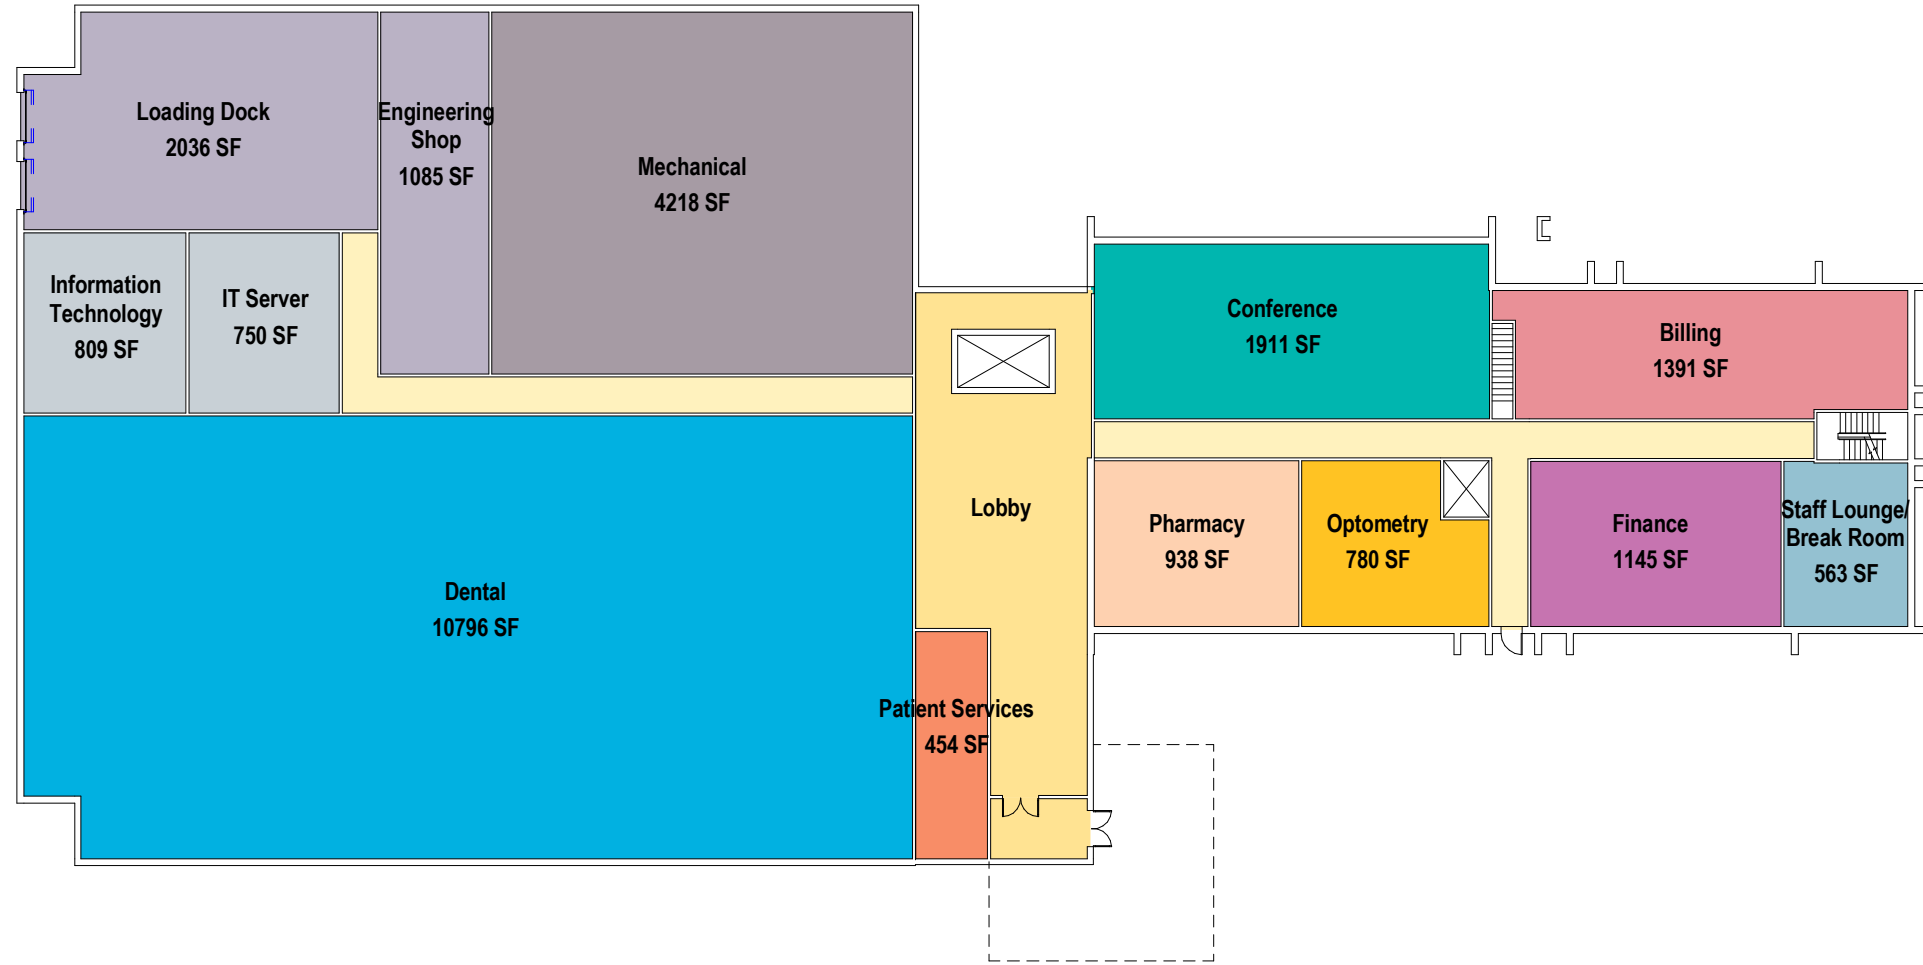 Loading Dock
2036 SF
Engineering
Shop
1085 SF
Mechanical
4218 SF
Information
Technology
809 SF
IT Server
750 SF
Conference
1911 SF
Billing
1391 SF
Lobby
Pharmacy
938 SF
Optometry
780 SF
Finance
1145 SF
Staff Lounge/
Break Room
563 SF
Dental
10796 SF
Patient Services
454 SF